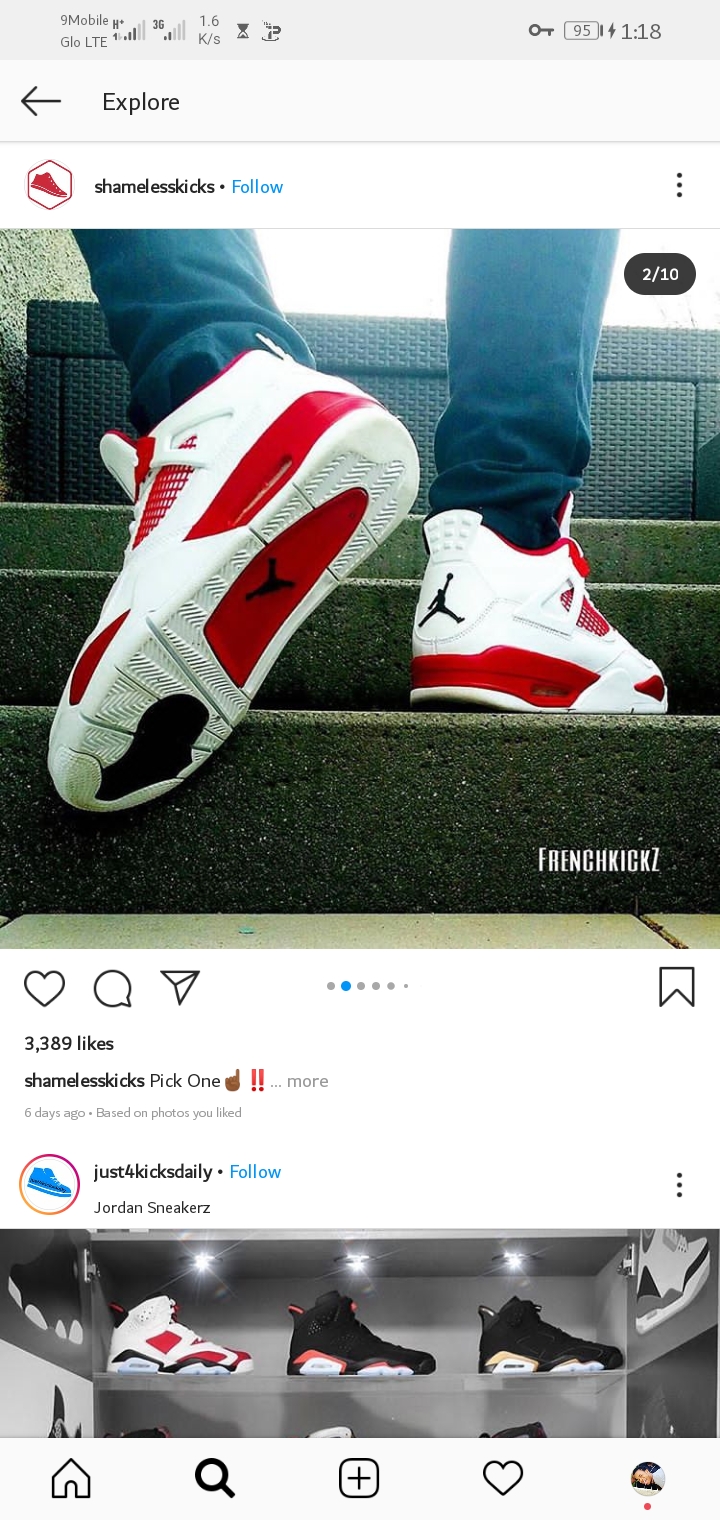 9Mobile H+ 3G 1.6 K/s 95 1:18
Glo LTE
Explore
shamelesskicks • Follow
2/10
FRENCHKICKZ
3,389 likes
shamelesskicks Pick One☝🏾‼️... more
6 days ago • Based on photos you liked
just4kicksdaily • Follow
Jordan Sneakerz